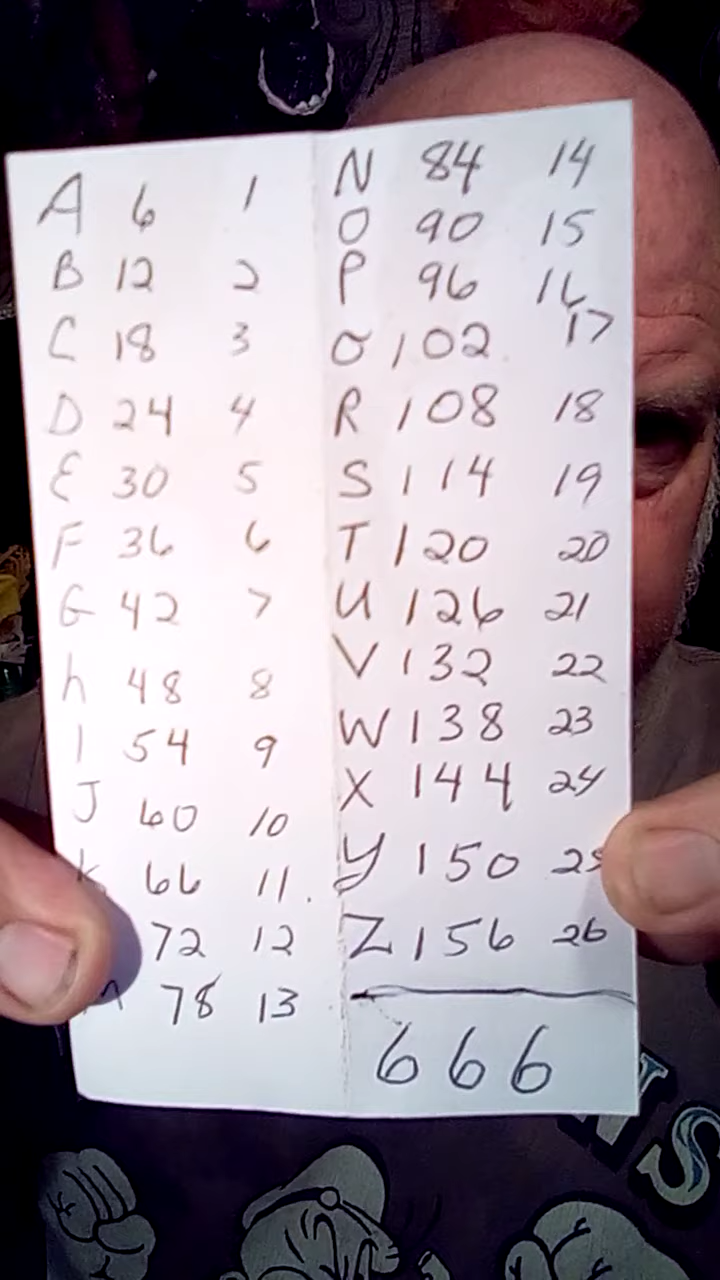 A 6 1
B 12 2
C 18 3
D 24 4
E 30 5
F 36 6
G 42 7
h 48 8
I 54 9
J 60 10
K 66 11.
72 12
M 78 13
N 84 14
O 90 15
P 96 16
Q 102 17
R 108 18
S 114 19
T 120 20
U 126 21
V 132 22
W 138 23
X 144 24
Y 150 25
Z 156 26
666